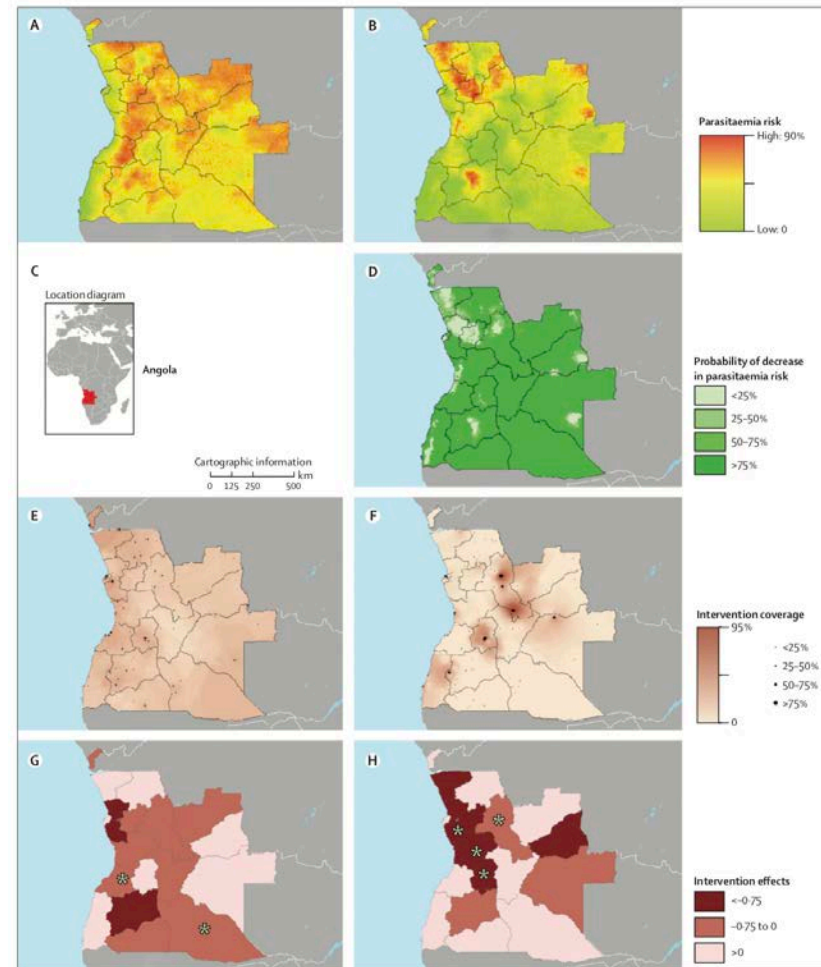 A
B
Parasitaemia risk
High: 90%
Low: 0
C
Location diagram
Angola
Cartographic information
km
0 125 250 500
D
Probability of decrease
in parasitaemia risk
<25%
25–50%
50–75%
>75%
E
F
Intervention coverage
95%
0
<25%
25–50%
50–75%
>75%
G
*
*
H
*
*
*
*
Intervention effects
<–0·75
–0·75 to 0
>0